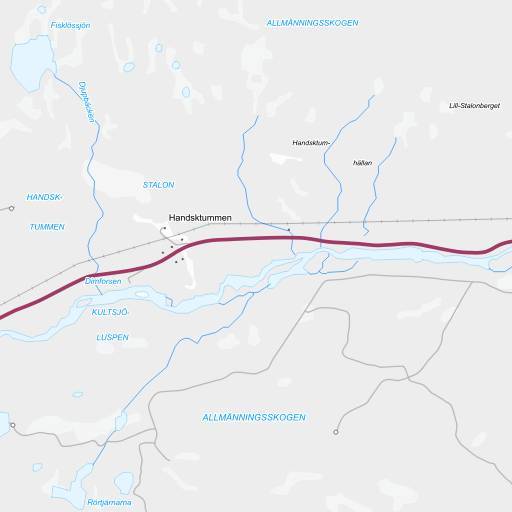 Fisklössjön
ALLMÄNNINGSSKOGEN
Djupbäcken
Lill-Stalonberget
Handsktum-
hällan
STALON
HANDSK-
TUMMEN
Handsktummen
Dimforsen
KULTSJÖ-
LUSPEN
ALLMÄNNINGSSKOGEN
Rörtjärnarna